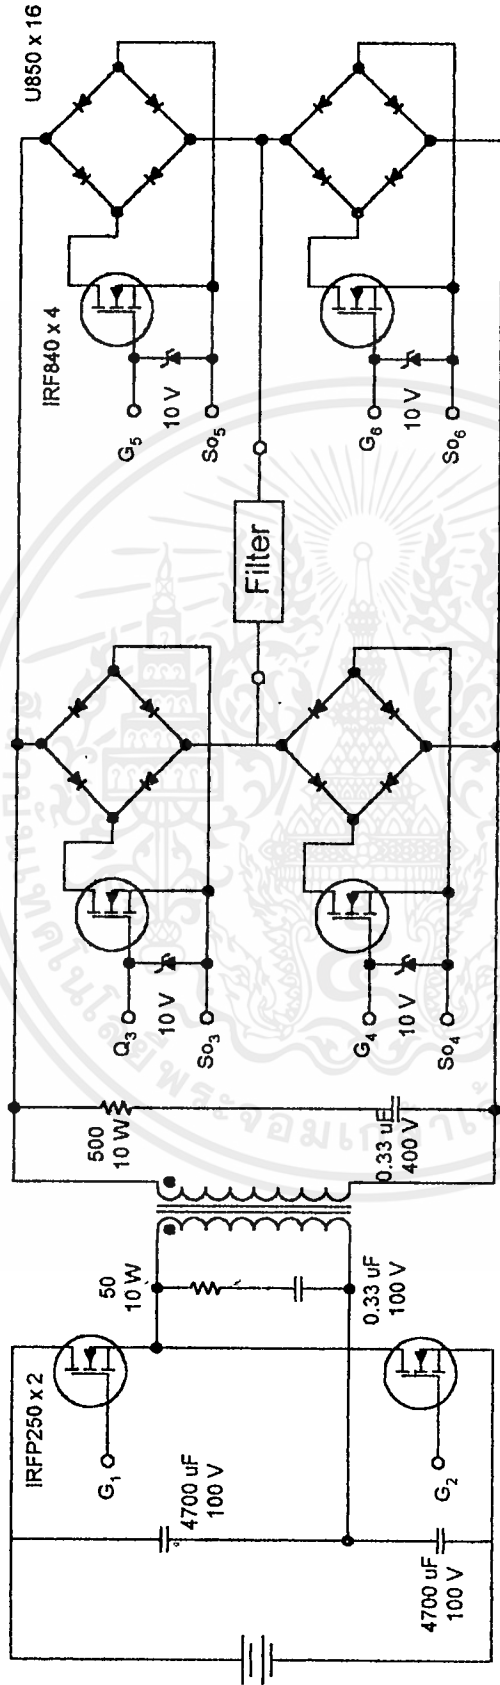 IRFP250 x 2
G1
4700 uF
100 V
4700 uF
100 V
G2
50
10 W
0.33 uF
100 V
500
10 W
0.33 uF
400 V
Q3
10 V
So3
G4
10 V
So4
Filter
IRF840 x 4
G5
10 V
So5
G6
10 V
So6
U850 x 16